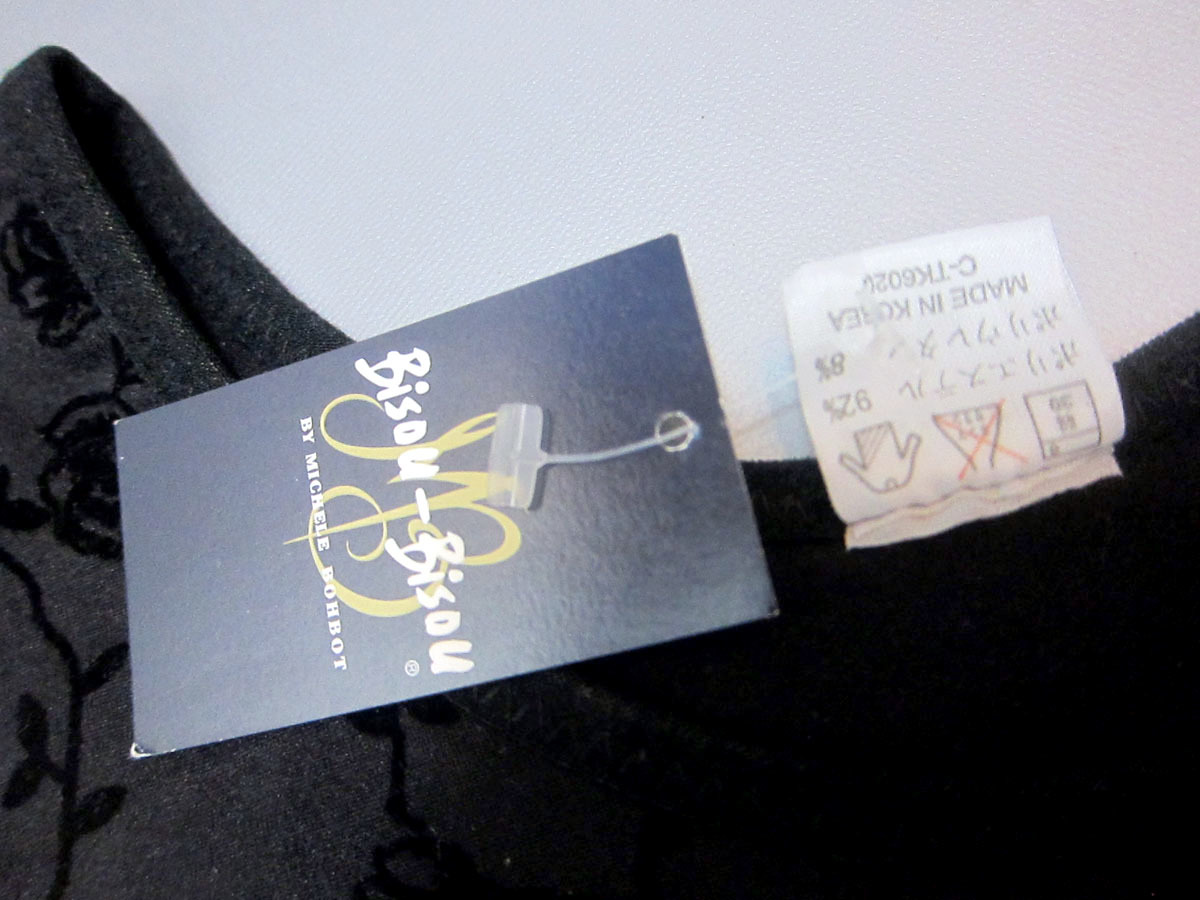 Bisou-Bisou®
BY MICHELE BOHBOT
ポリエステル 92%
ポリウレタン 8%
MADE IN KOREA